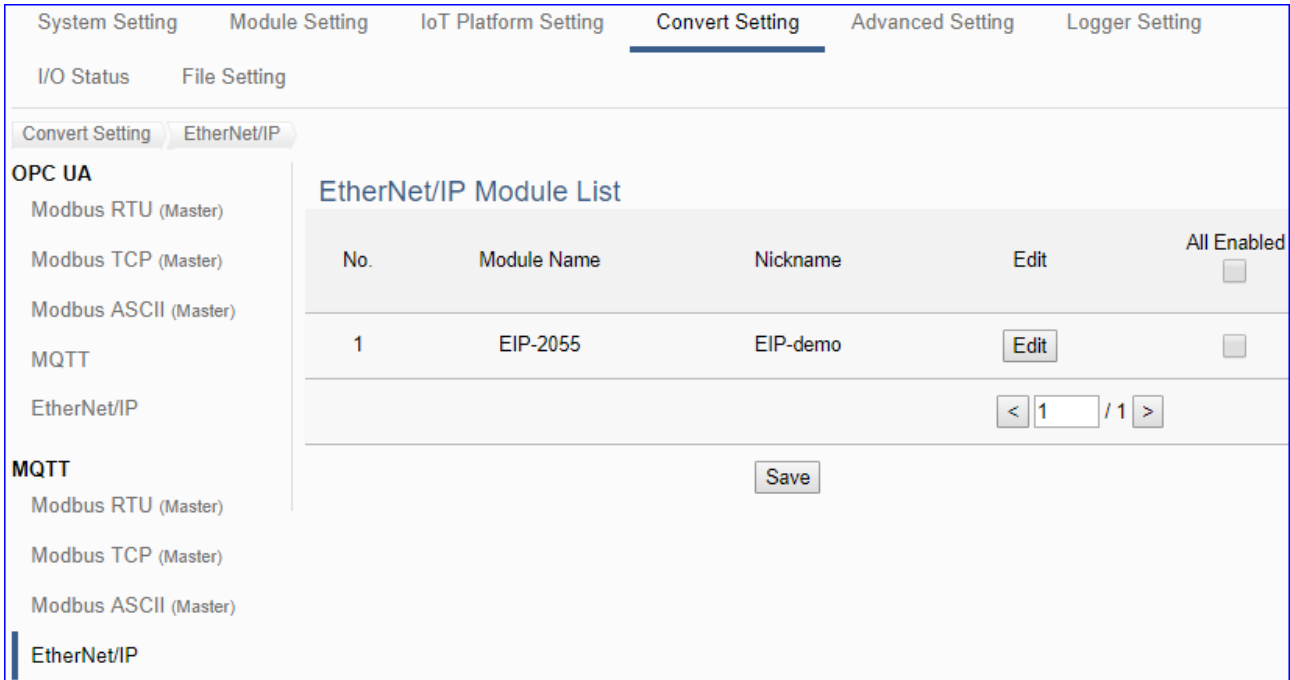 System Setting Module Setting IoT Platform Setting Convert Setting Advanced Setting Logger Setting
I/O Status File Setting
Convert Setting EtherNet/IP
OPC UA
Modbus RTU (Master)
Modbus TCP (Master)
Modbus ASCII (Master)
MQTT
EtherNet/IP
MQTT
Modbus RTU (Master)
Modbus TCP (Master)
Modbus ASCII (Master)
EtherNet/IP
EtherNet/IP Module List
No. Module Name Nickname Edit All Enabled
1 EIP-2055 EIP-demo Edit
< 1 / 1 >
Save